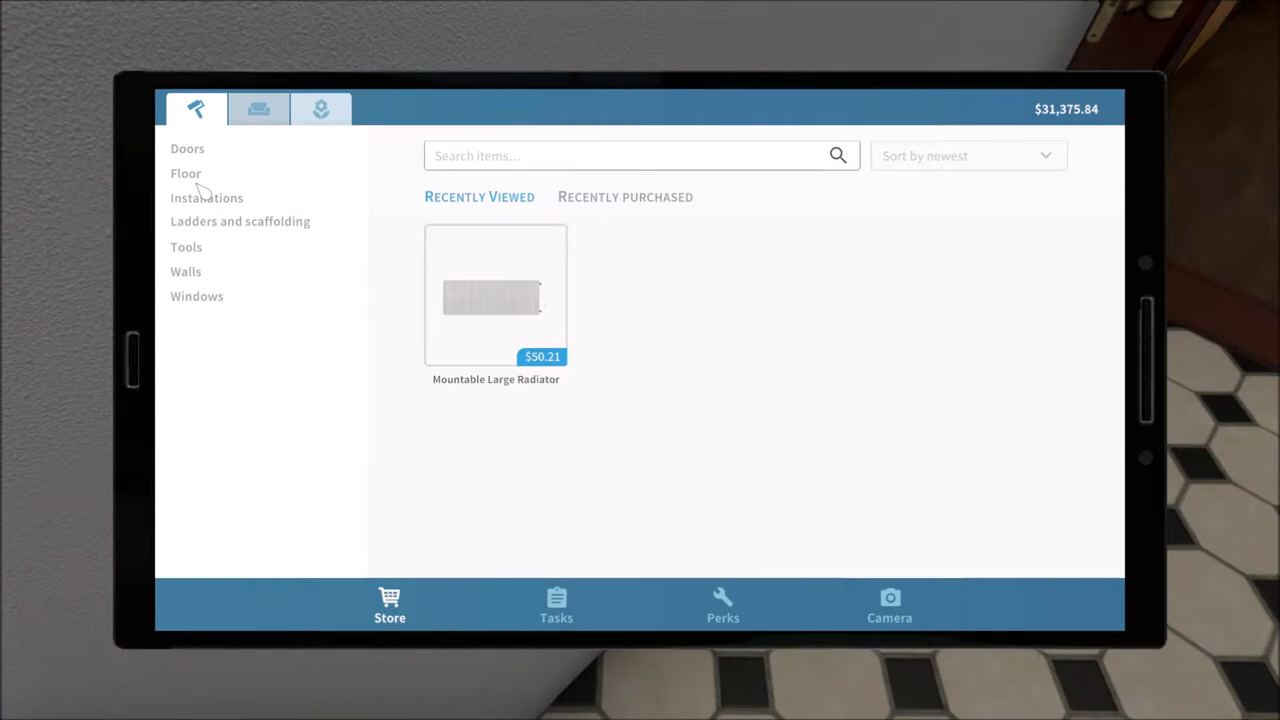 $31,375.84
Doors
Floor
Installations
Ladders and scaffolding
Tools
Walls
Windows
Search items...
Sort by newest
RECENTLY VIEWED
RECENTLY PURCHASED
$50.21
Mountable Large Radiator
Store
Tasks
Perks
Camera